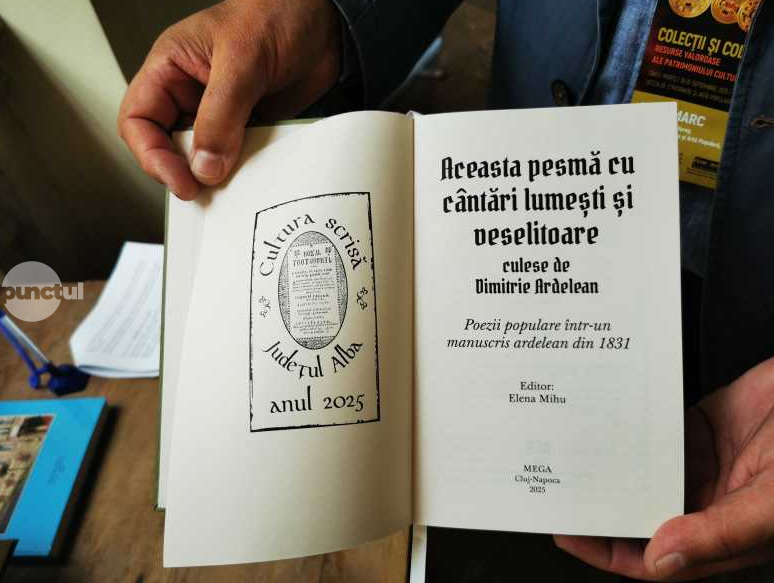 punctul
Cultura scrisă
Județul Alba
anul 2025
Aceasta pesmă cu
cântări lumești și
veselitoare
culese de
Dimitrie Ardelean
Poezii populare într-un
manuscris ardelean din 1831
Editor:
Elena Mihu
MEGA
Cluj-Napoca
2025
COLECȚII ȘI COL
RESURSE VALOROASE
ALE PATRIMONIULUI CULTUR
MARC